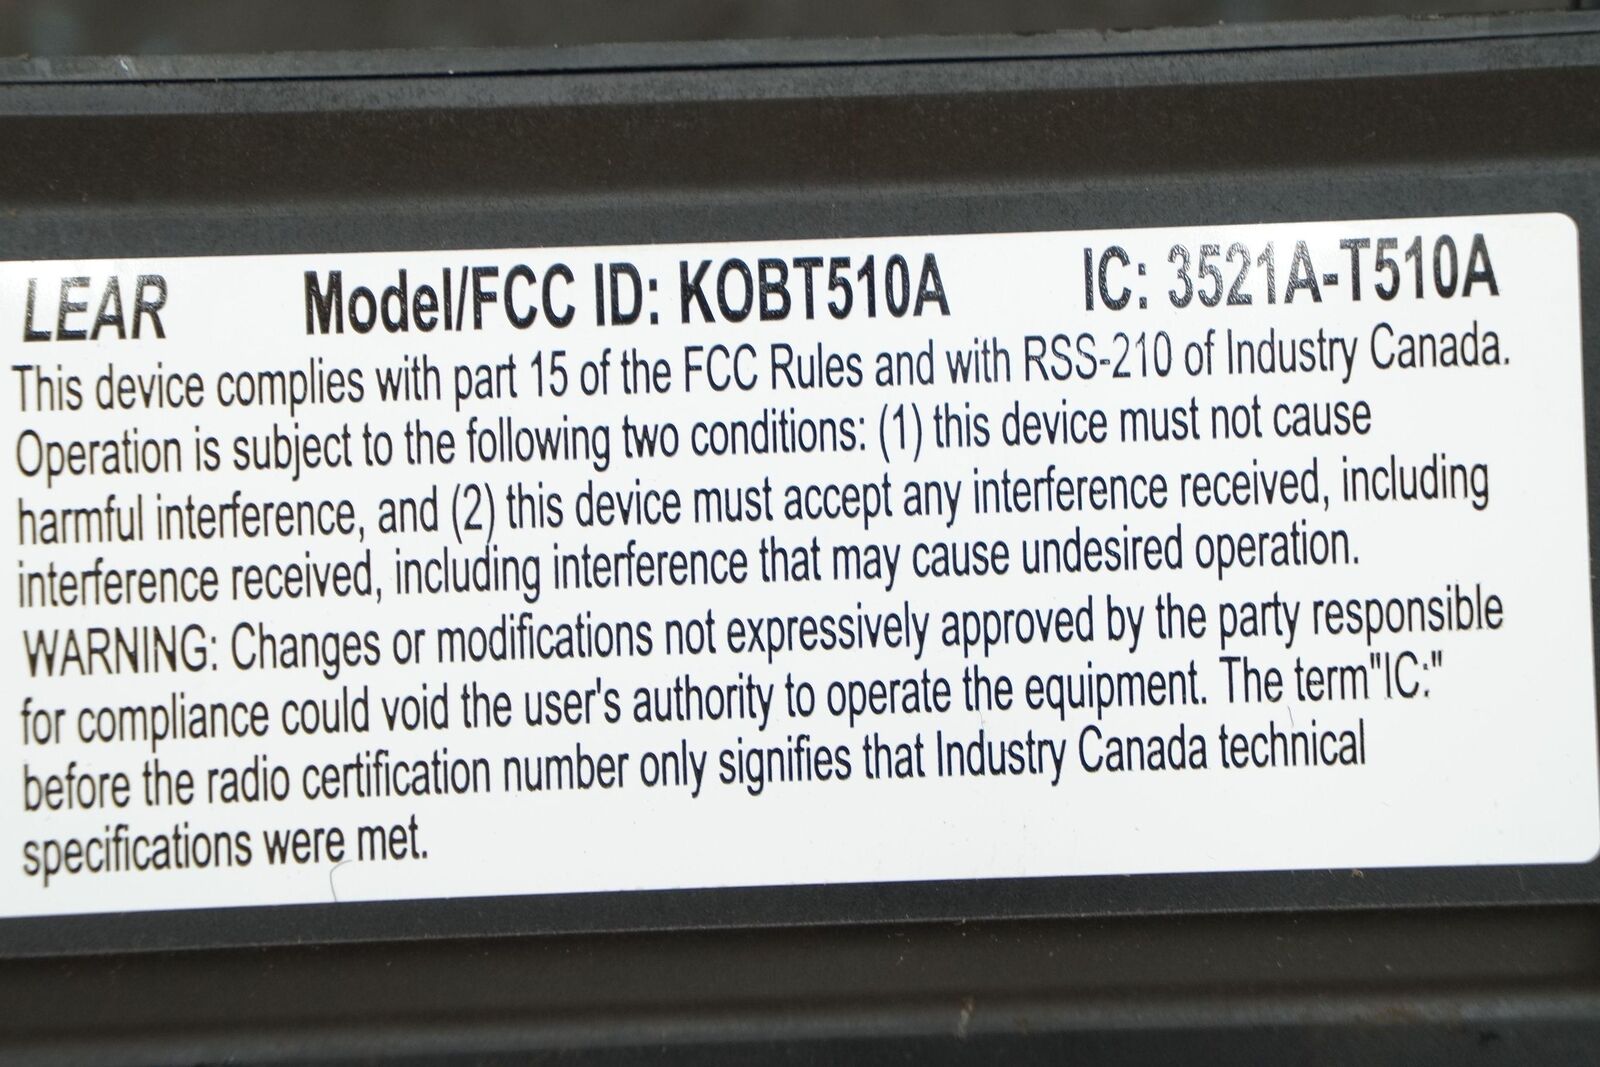 LEAR Model/FCC ID: KOBT510A IC: 3521A-T510A
This device complies with part 15 of the FCC Rules and with RSS-210 of Industry Canada.
Operation is subject to the following two conditions: (1) this device must not cause
harmful interference, and (2) this device must accept any interference received, including
interference received, including interference that may cause undesired operation.
WARNING: Changes or modifications not expressively approved by the party responsible
for compliance could void the user's authority to operate the equipment. The term"IC:"
before the radio certification number only signifies that Industry Canada technical
specifications were met.